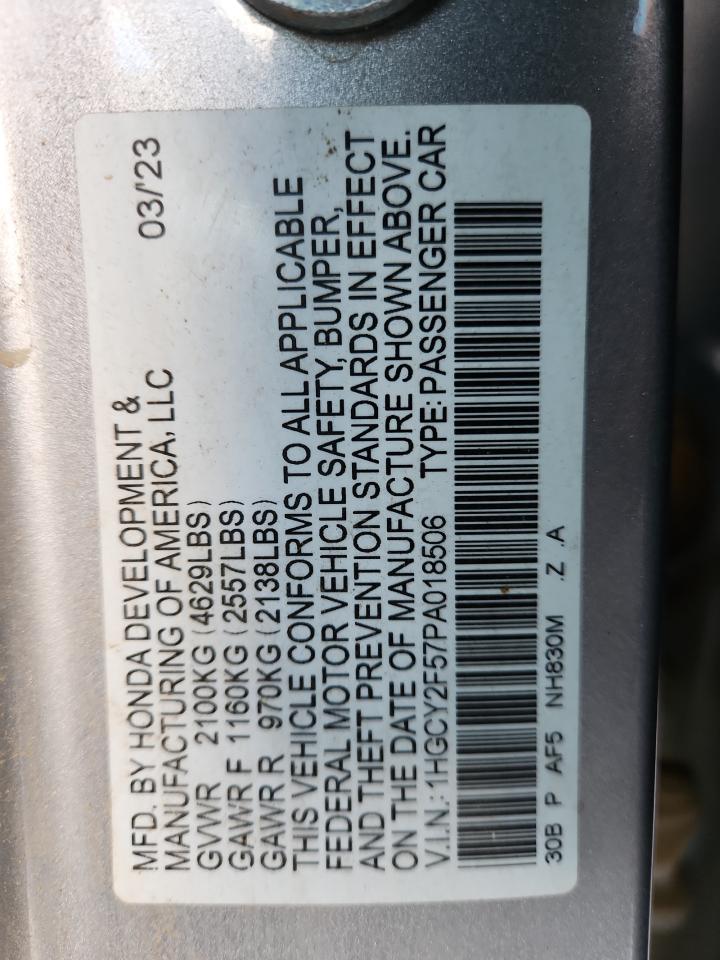 MFD. BY HONDA DEVELOPMENT &
MANUFACTURING OF AMERICA, LLC 03/'23
GVWR 2100KG (4629LBS)
GAWR F 1160KG (2557LBS)
GAWR R 970KG (2138LBS)
THIS VEHICLE CONFORMS TO ALL APPLICABLE
FEDERAL MOTOR VEHICLE SAFETY, BUMPER,
AND THEFT PREVENTION STANDARDS IN EFFECT
ON THE DATE OF MANUFACTURE SHOWN ABOVE.
V.I.N.: 1HGCY2F57PA018506 TYPE: PASSENGER CAR
30B P AF5 NH830M .Z .A